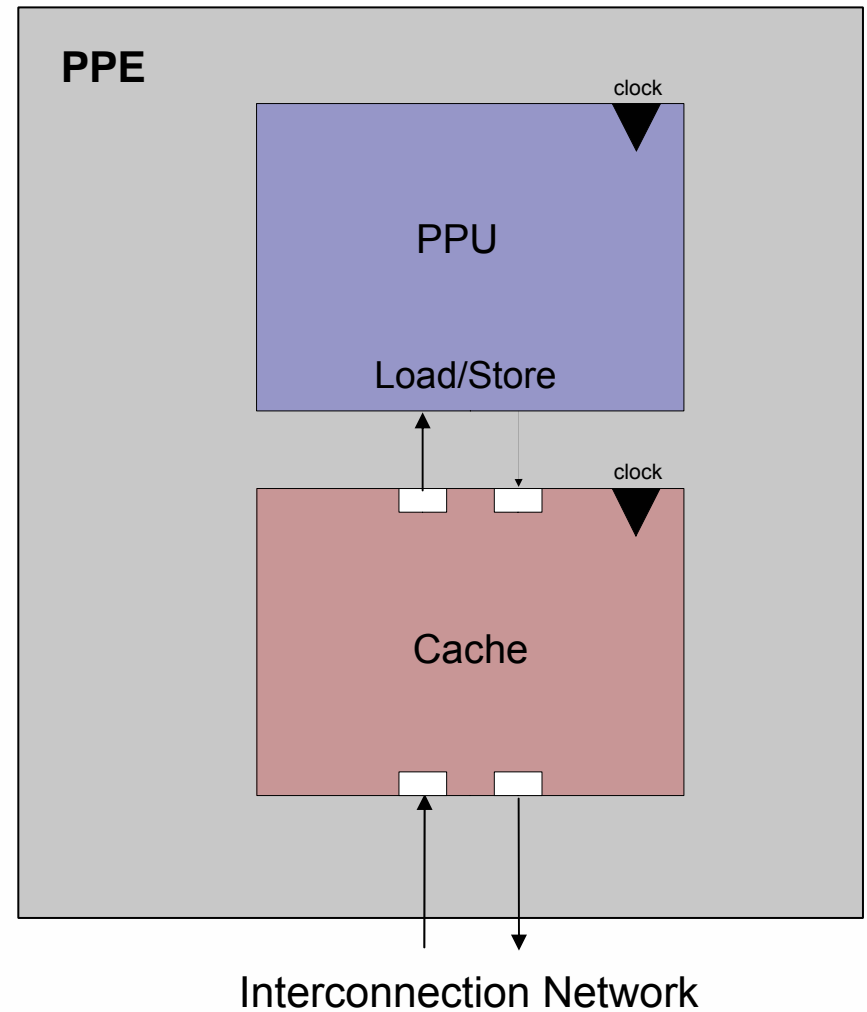 PPE
clock
PPU
Load/Store
clock
Cache
Interconnection Network